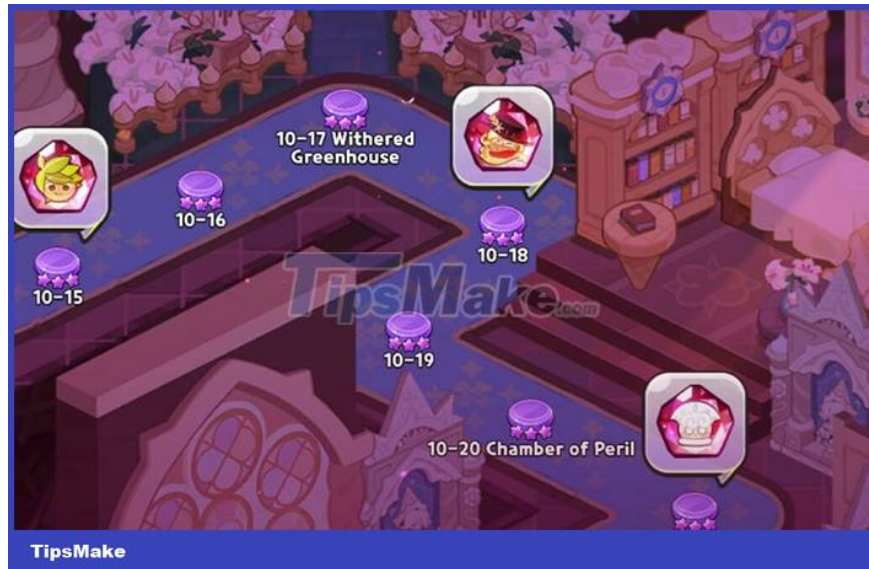 10-17 Withered
Greenhouse
10-16
10-18
10-15
TipsMake.com
10-19
10-20 Chamber of Peril
TipsMake